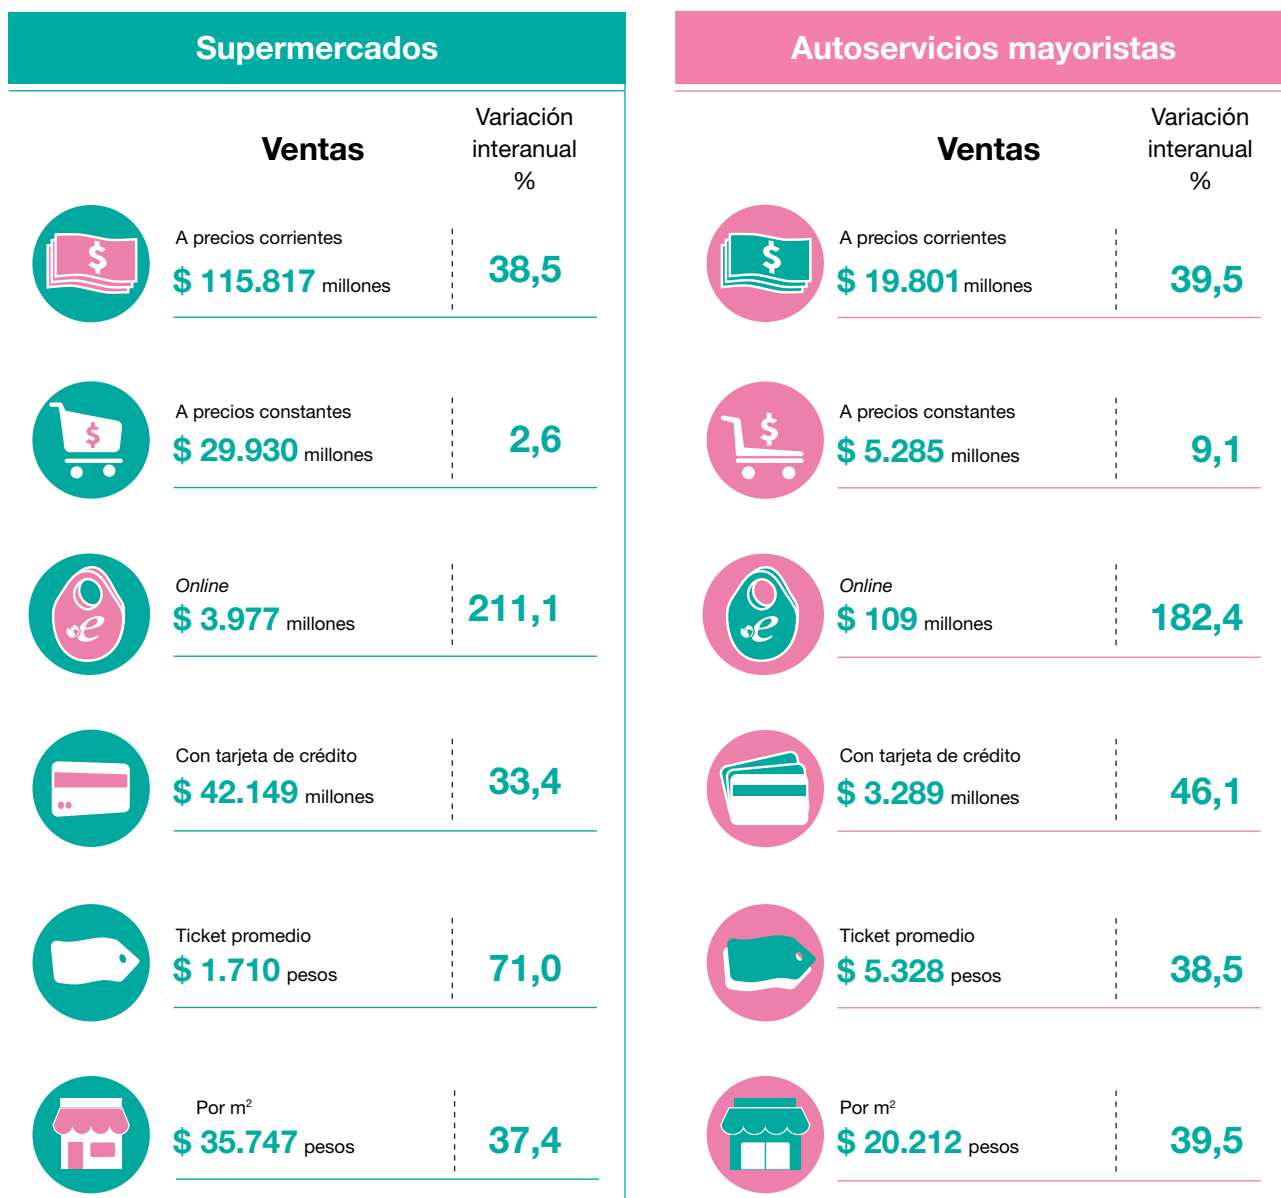 Supermercados
Ventas
Variación
interanual
%
A precios corrientes
$ 115.817 millones
38,5
A precios constantes
$ 29.930 millones
2,6
Online
$ 3.977 millones
211,1
Con tarjeta de crédito
$ 42.149 millones
33,4
Ticket promedio
$ 1.710 pesos
71,0
Por m²
$ 35.747 pesos
37,4
Autoservicios mayoristas
Ventas
Variación
interanual
%
A precios corrientes
$ 19.801 millones
39,5
A precios constantes
$ 5.285 millones
9,1
Online
$ 109 millones
182,4
Con tarjeta de crédito
$ 3.289 millones
46,1
Ticket promedio
$ 5.328 pesos
38,5
Por m²
$ 20.212 pesos
39,5